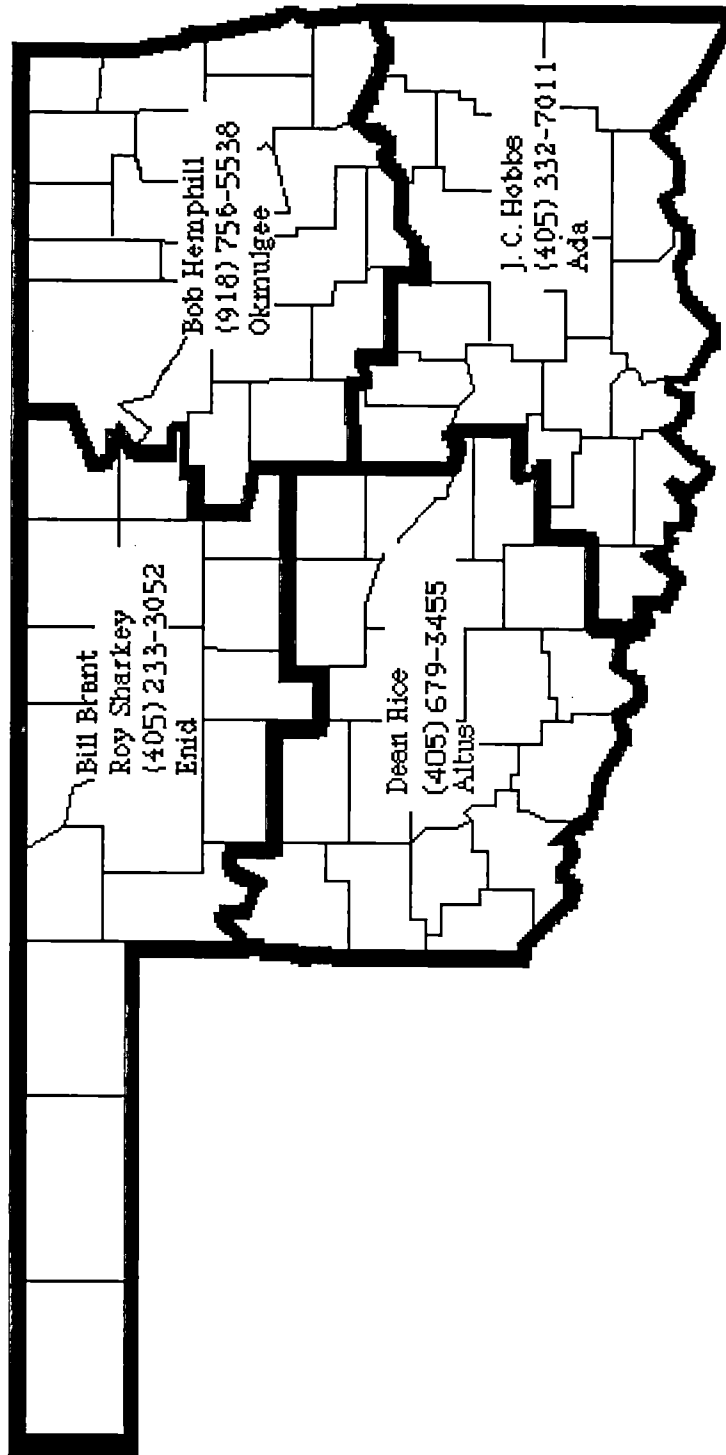 Bill Brant
Roy Sharkey
(405) 233-3052
Enid
Bob Hemphill
(918) 756-5538
Okmulgee
Dean Rice
(405) 679-3455
Altus
J. C. Hobbs
(405) 332-7011
Ada